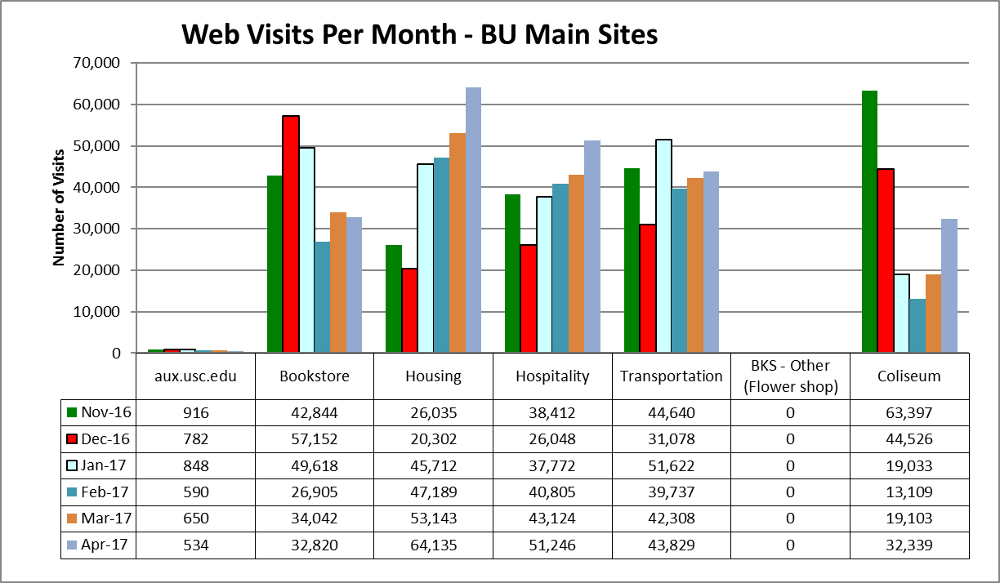 Web Visits Per Month - BU Main Sites
70,000
60,000
50,000
40,000
30,000
20,000
10,000
0
Number of Visits
aux.usc.edu Bookstore Housing Hospitality Transportation BKS - Other (Flower shop) Coliseum
Nov-16 916 42,844 26,035 38,412 44,640 0 63,397
Dec-16 782 57,152 20,302 26,048 31,078 0 44,526
Jan-17 848 49,618 45,712 37,772 51,622 0 19,033
Feb-17 590 26,905 47,189 40,805 39,737 0 13,109
Mar-17 650 34,042 53,143 43,124 42,308 0 19,103
Apr-17 534 32,820 64,135 51,246 43,829 0 32,339